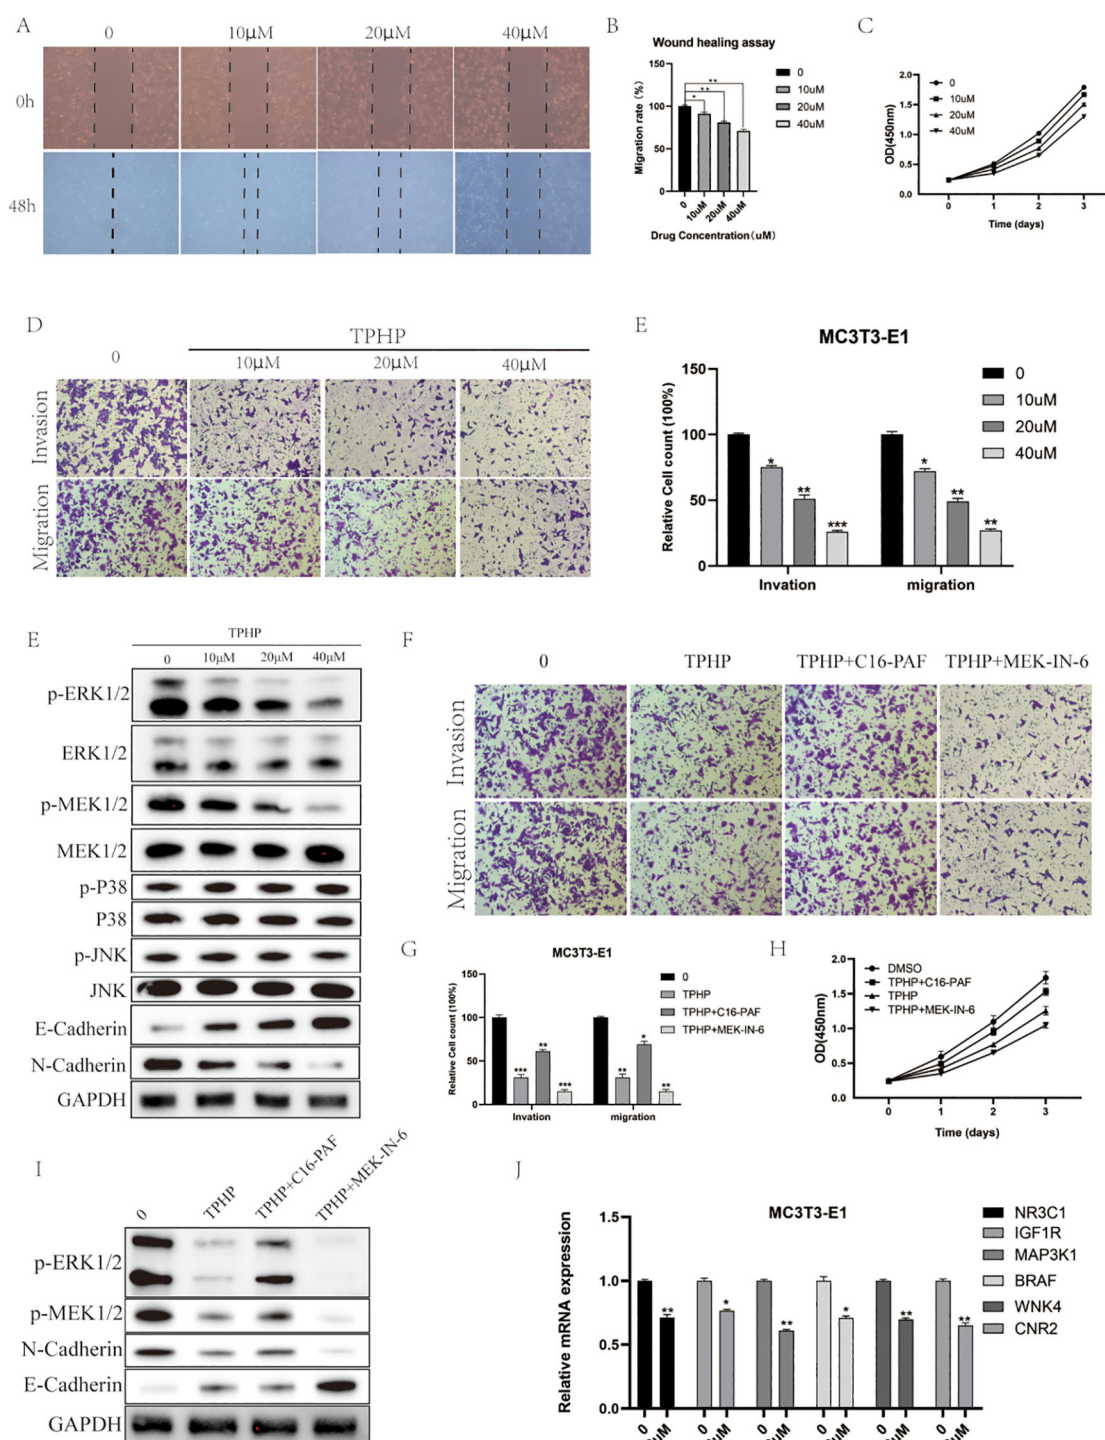 A
0
10μM
20μM
40μM
0h
48h
B
Wound healing assay
Migration rate (%)
150
100
50
0
0
10uM
20uM
40uM
Drug Concentration(uM)
0
10uM
20uM
40uM
*
**
**
C
OD(450nm)
2.0
1.5
1.0
0.5
0.0
0
10uM
20uM
40uM
0
1
2
3
Time (days)
D
TPHP
0
10μM
20μM
40μM
Invasion
Migration
E
MC3T3-E1
Relative Cell count (100%)
150
100
50
0
*
**
***
*
**
**
Invation
migration
0
10uM
20uM
40uM
E
TPHP
0
10μM
20μM
40μM
p-ERK1/2
ERK1/2
p-MEK1/2
MEK1/2
p-P38
P38
p-JNK
JNK
E-Cadherin
N-Cadherin
GAPDH
F
0
TPHP
TPHP+C16-PAF
TPHP+MEK-IN-6
Invasion
Migration
G
MC3T3-E1
Relative Cell count (100%)
150
100
50
0
***
**
***
**
*
**
Invation
migration
0
TPHP
TPHP+C16-PAF
TPHP+MEK-IN-6
H
OD(450nm)
2.0
1.5
1.0
0.5
0.0
DMSO
TPHP+C16-PAF
TPHP
TPHP+MEK-IN-6
0
1
2
3
Time (days)
I
0
TPHP
TPHP+C16-PAF
TPHP+MEK-IN-6
p-ERK1/2
p-MEK1/2
N-Cadherin
E-Cadherin
GAPDH
J
MC3T3-E1
Relative mRNA expression
1.5
1.0
0.5
0.0
**
*
**
*
**
**
0
0
0
0
0
0
NR3C1
IGF1R
MAP3K1
BRAF
WNK4
CNR2